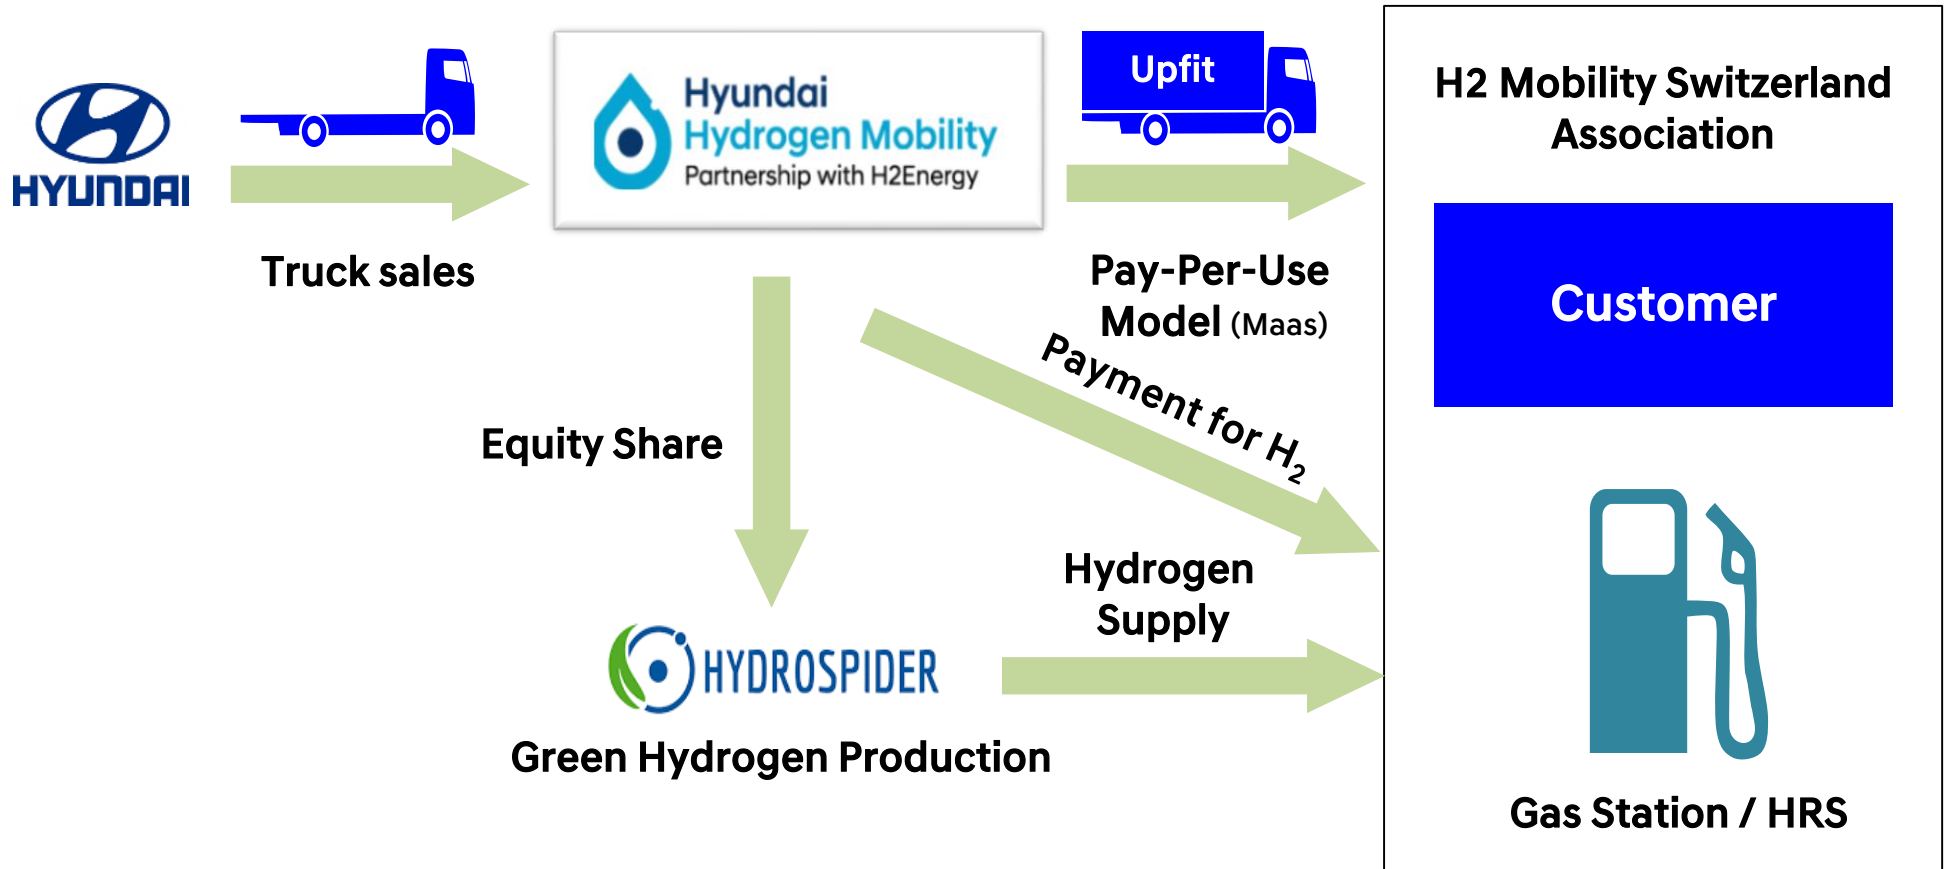 HYUNDAI
Truck sales
Hyundai
Hydrogen Mobility
Partnership with H2Energy
Upfit
Pay-Per-Use
Model (Maas)
Payment for H₂
Equity Share
HYDROSPIDER
Green Hydrogen Production
Hydrogen
Supply
H2 Mobility Switzerland
Association
Customer
Gas Station / HRS